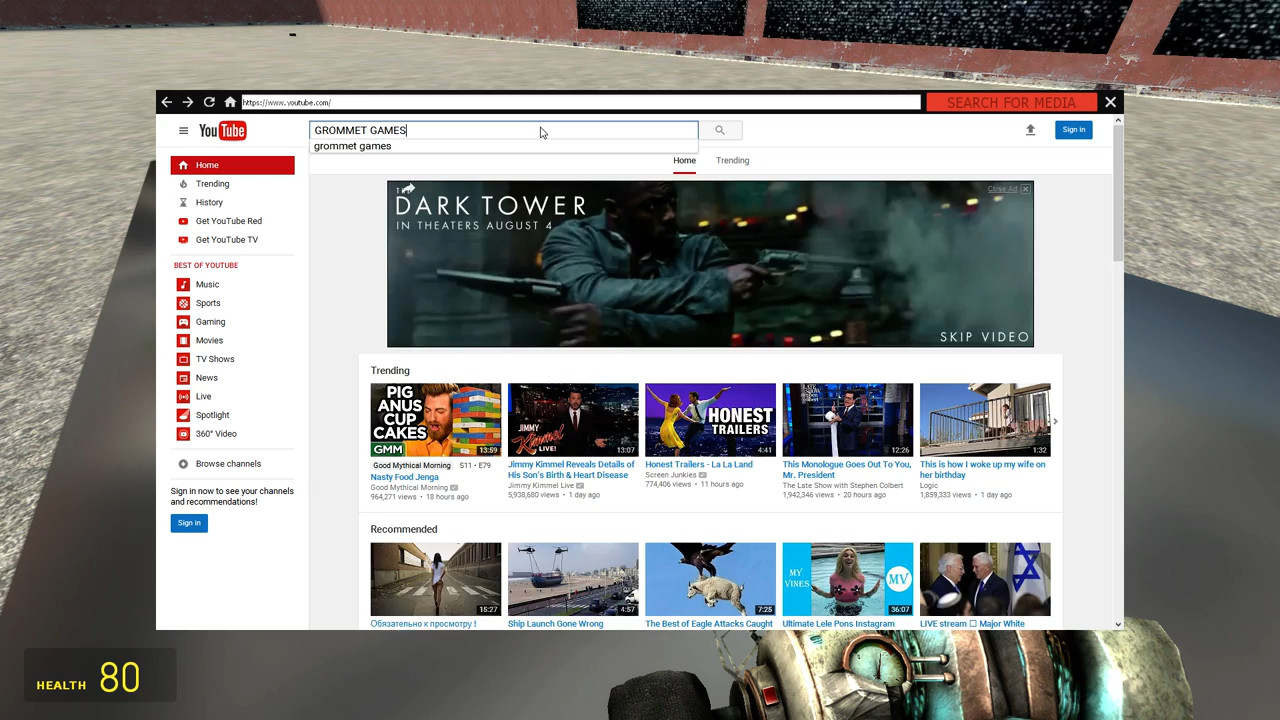 https://www.youtube.com/
SEARCH FOR MEDIA
YouTube
GROMMET GAMES
grommet games
Sign in
Home
Trending
Home
Trending
History
Get YouTube Red
Get YouTube TV
BEST OF YOUTUBE
Music
Sports
Gaming
Movies
TV Shows
News
Live
Spotlight
360° Video
Browse channels
Sign in now to see your channels
and recommendations!
Sign in
Close Ad
DARK TOWER
IN THEATERS AUGUST 4
SKIP VIDEO
Trending
PIG
ANUS
CUP
CAKES
GMM
13:59
Good Mythical Morning S11 • E79
Nasty Food Jenga
Good Mythical Morning
964,271 views • 18 hours ago
JIMMY
Kimmel
LIVE!
13:07
Jimmy Kimmel Reveals Details of
His Son's Birth & Heart Disease
Jimmy Kimmel Live
5,938,680 views • 1 day ago
HONEST
TRAILERS
4:41
Honest Trailers - La La Land
Screen Junkies
774,406 views • 11 hours ago
12:26
This Monologue Goes Out To You,
Mr. President
The Late Show with Stephen Colbert
1,942,346 views • 20 hours ago
1:32
This is how I woke up my wife on
her birthday
Logic
1,859,333 views • 1 day ago
Recommended
15:27
Обязательно к просмотру !
4:57
Ship Launch Gone Wrong
7:25
The Best of Eagle Attacks Caught
MY
VINES
MV
36:07
Ultimate Lele Pons Instagram
LIVE stream □ Major White
HEALTH 80